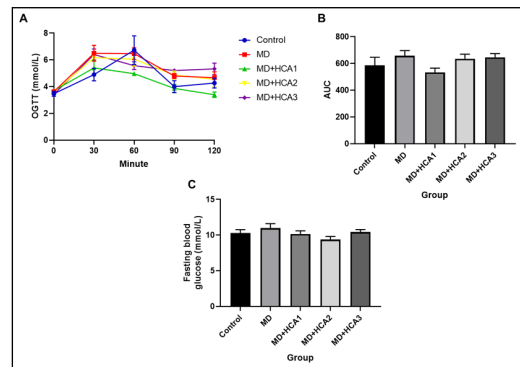 A
OGTT (mmol/L)
8
6
4
2
0
0
30
60
90
120
Minute
Control
MD
MD+HCA1
MD+HCA2
MD+HCA3
B
AUC
800
600
400
200
0
Control
MD
MD+HCA1
MD+HCA2
MD+HCA3
Group
C
Fasting blood
glucose (mmol/L)
15
10
5
0
Control
MD
MD+HCA1
MD+HCA2
MD+HCA3
Group